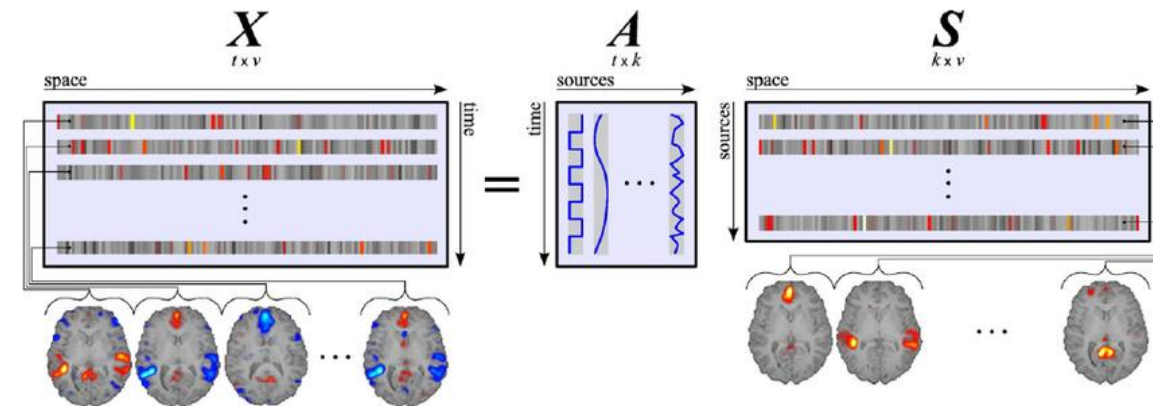 X A S
t x v t x k k x v
space sources space
time time sources
=